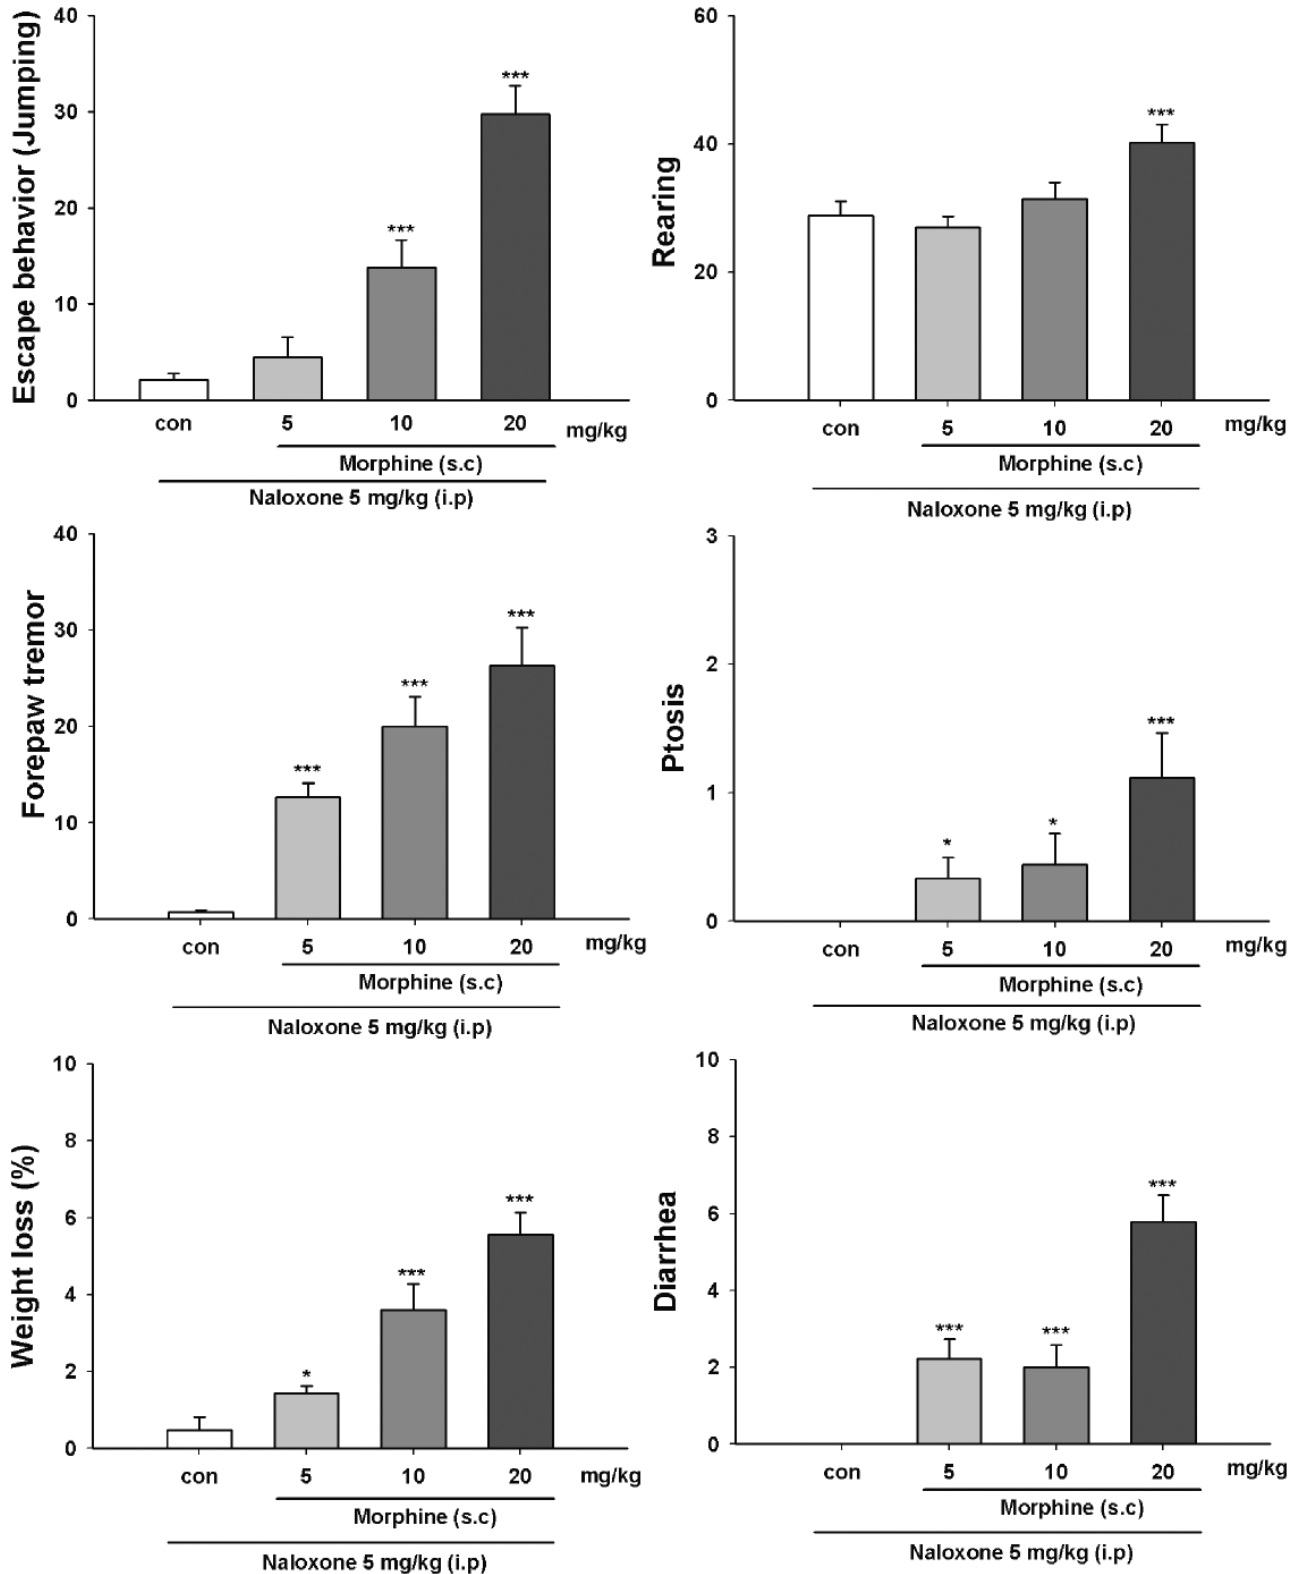 Escape behavior (Jumping)
40
30
20
10
0
***
***
con 5 10 20 mg/kg
Morphine (s.c)
Naloxone 5 mg/kg (i.p)
Rearing
60
40
20
0
***
con 5 10 20 mg/kg
Morphine (s.c)
Naloxone 5 mg/kg (i.p)
Forepaw tremor
40
30
20
10
0
***
***
***
con 5 10 20 mg/kg
Morphine (s.c)
Naloxone 5 mg/kg (i.p)
Ptosis
3
2
1
0
*
*
***
con 5 10 20 mg/kg
Morphine (s.c)
Naloxone 5 mg/kg (i.p)
Weight loss (%)
10
8
6
4
2
0
*
***
***
con 5 10 20 mg/kg
Morphine (s.c)
Naloxone 5 mg/kg (i.p)
Diarrhea
10
8
6
4
2
0
***
***
***
con 5 10 20 mg/kg
Morphine (s.c)
Naloxone 5 mg/kg (i.p)